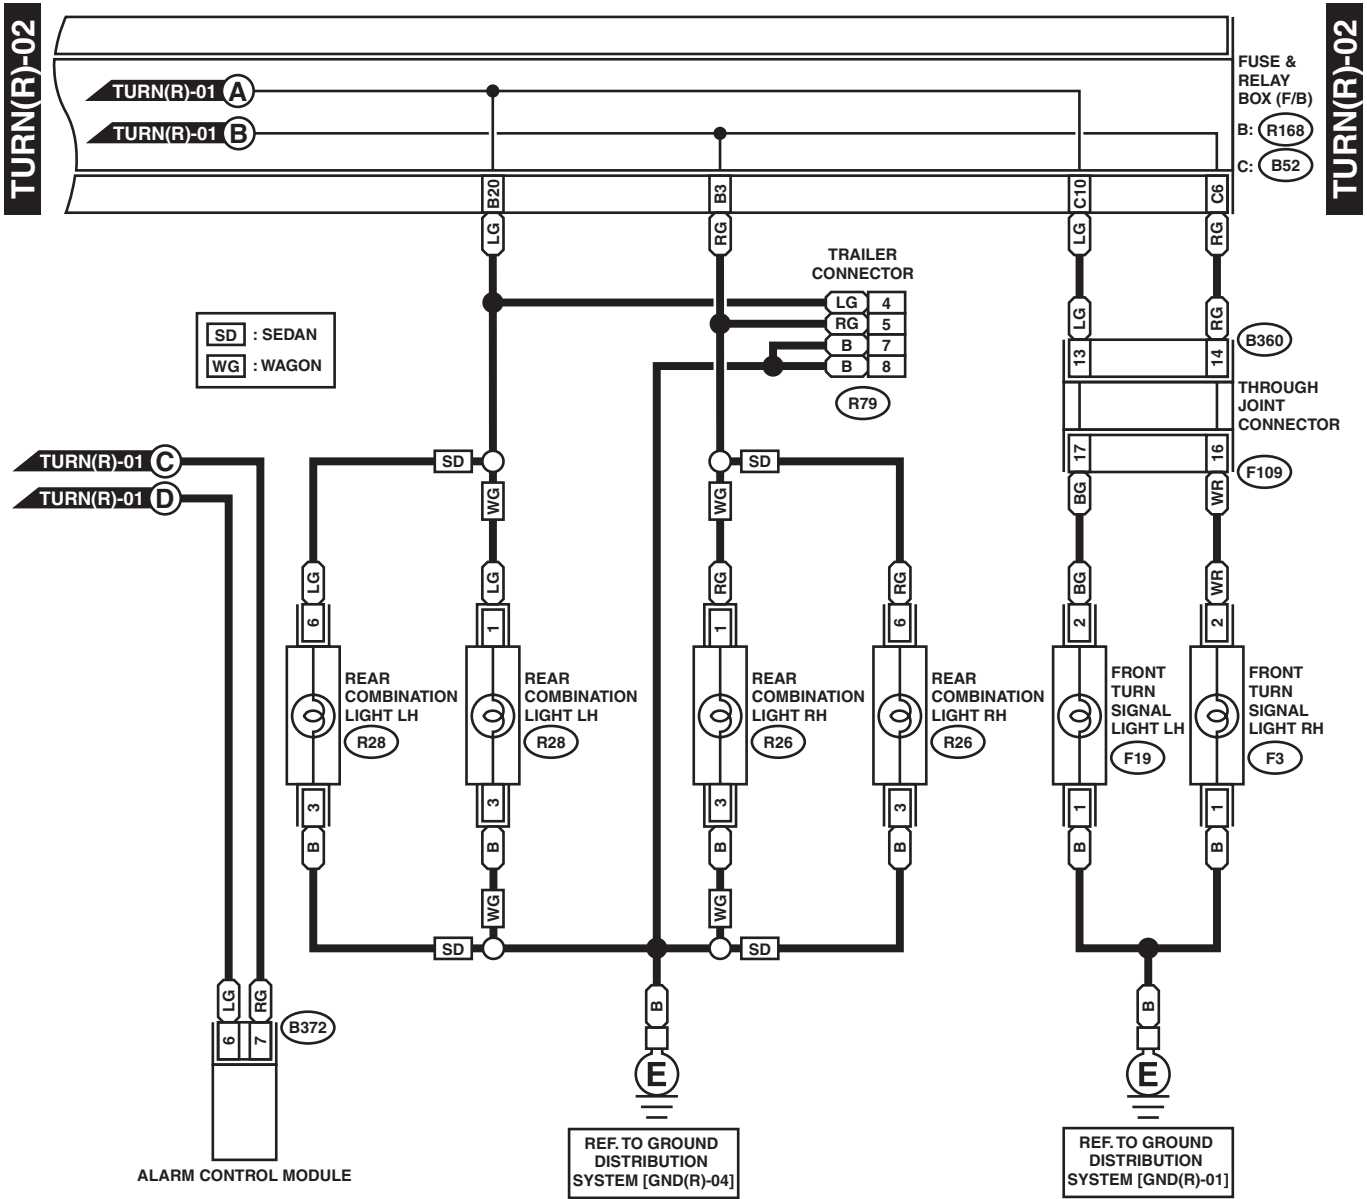 TURN(R)-02
TURN(R)-02
FUSE &
RELAY
BOX (F/B)
B: R168
C: B52
TURN(R)-01 A
TURN(R)-01 B
B20
B3
C10
C6
LG
RG
LG
RG
TRAILER
CONNECTOR
LG 4
RG 5
B 7
B 8
R79
SD : SEDAN
WG : WAGON
LG
RG
13
14
B360
THROUGH
JOINT
CONNECTOR
17
16
F109
BG
WR
TURN(R)-01 C
TURN(R)-01 D
SD
SD
WG
WG
LG
LG
RG
RG
BG
WR
6
1
1
6
2
2
REAR
COMBINATION
LIGHT LH
R28
REAR
COMBINATION
LIGHT LH
R28
REAR
COMBINATION
LIGHT RH
R26
REAR
COMBINATION
LIGHT RH
R26
FRONT
TURN
SIGNAL
LIGHT LH
F19
FRONT
TURN
SIGNAL
LIGHT RH
F3
3
3
3
3
1
1
B
B
B
B
B
B
WG
WG
SD
SD
LG
RG
6
7
B372
ALARM CONTROL MODULE
B
E
REF. TO GROUND
DISTRIBUTION
SYSTEM [GND(R)-04]
B
E
REF. TO GROUND
DISTRIBUTION
SYSTEM [GND(R)-01]